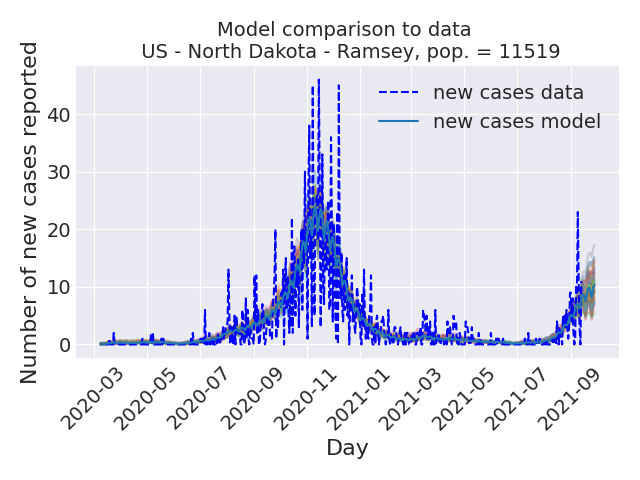 Model comparison to data
US - North Dakota - Ramsey, pop. = 11519
Number of new cases reported
40
30
20
10
0
new cases data
new cases model
2020-03
2020-05
2020-07
2020-09
2020-11
2021-01
2021-03
2021-05
2021-07
2021-09
Day